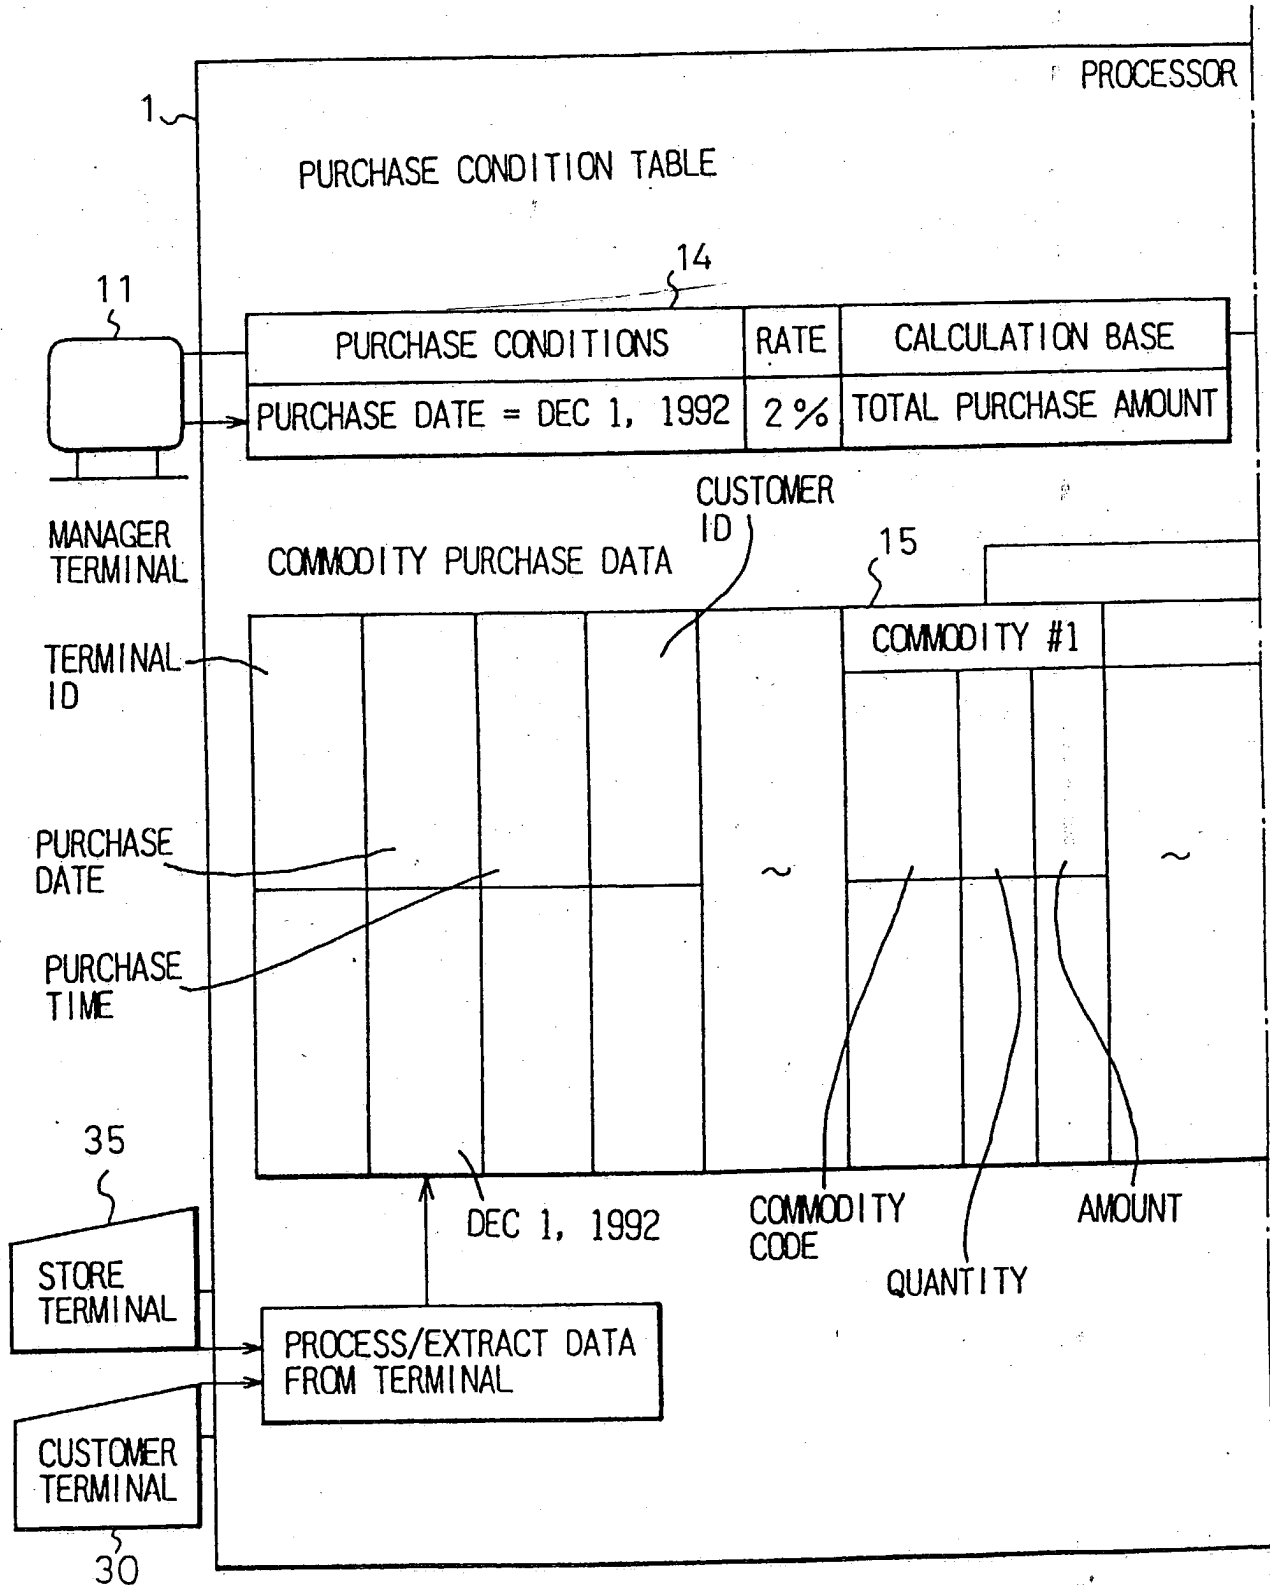 PROCESSOR
1
PURCHASE CONDITION TABLE
14
11
PURCHASE CONDITIONS RATE CALCULATION BASE
PURCHASE DATE = DEC 1, 1992 2% TOTAL PURCHASE AMOUNT
MANAGER
TERMINAL
CUSTOMER
ID
COMMODITY PURCHASE DATA
15
COMMODITY #1
TERMINAL
ID
PURCHASE
DATE
~
~
PURCHASE
TIME
35
DEC 1, 1992
COMMODITY
CODE
QUANTITY
AMOUNT
STORE
TERMINAL
PROCESS/EXTRACT DATA
FROM TERMINAL
CUSTOMER
TERMINAL
30